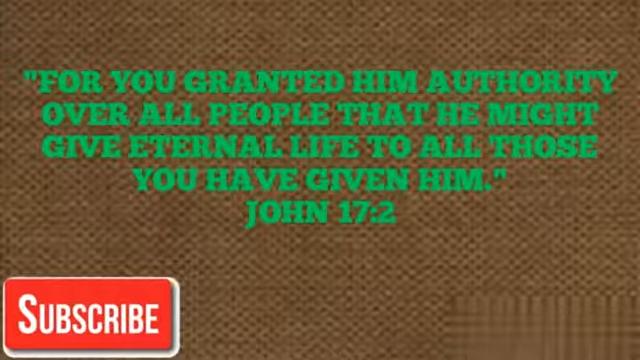 "FOR YOU GRANTED HIM AUTHORITY
OVER ALL PEOPLE THAT HE MIGHT
GIVE ETERNAL LIFE TO ALL THOSE
YOU HAVE GIVEN HIM."
JOHN 17:2
SUBSCRIBE